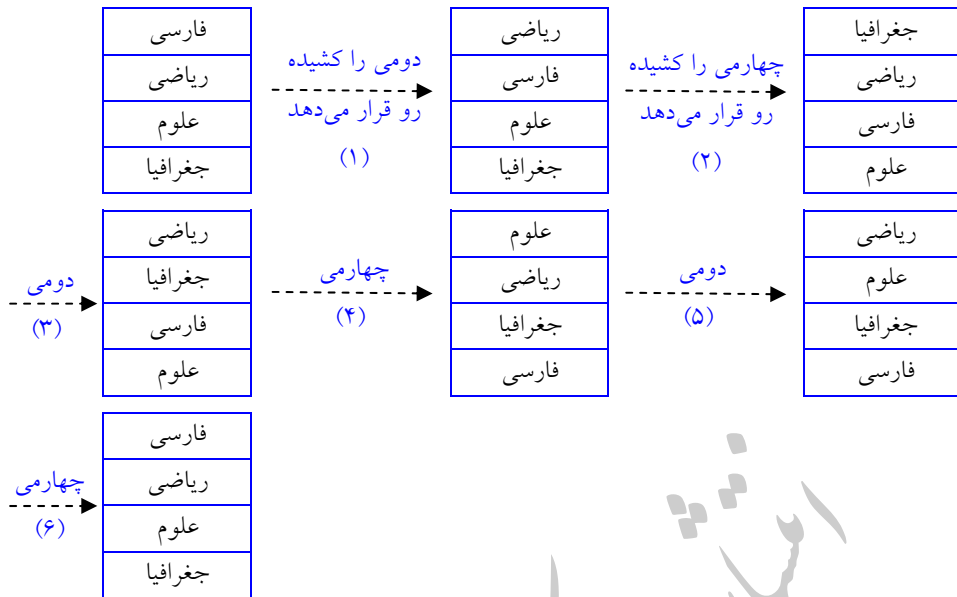 فارسی
ریاضی
علوم
جغرافیا
دومی را کشیده
رو قرار می‌دهد
(۱)
ریاضی
فارسی
علوم
جغرافیا
چهارمی را کشیده
رو قرار می‌دهد
(۲)
جغرافیا
ریاضی
فارسی
علوم
دومی
(۳)
ریاضی
جغرافیا
فارسی
علوم
چهارمی
(۴)
علوم
ریاضی
جغرافیا
فارسی
دومی
(۵)
ریاضی
علوم
جغرافیا
فارسی
چهارمی
(۶)
فارسی
ریاضی
علوم
جغرافیا